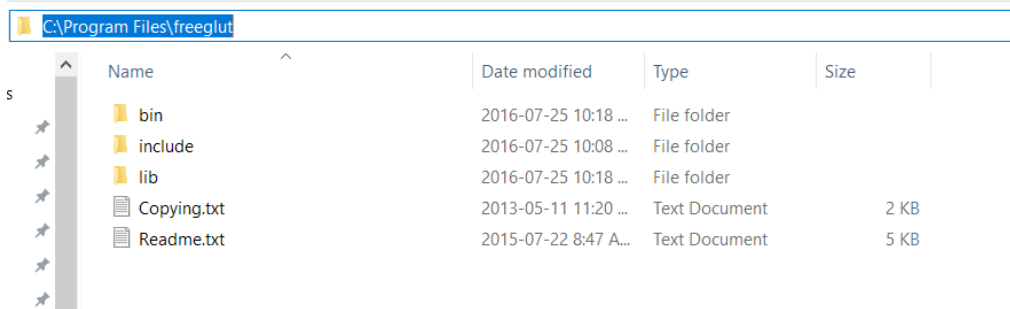 C:\Program Files\freeglut
Name Date modified Type Size
s
bin 2016-07-25 10:18 ... File folder
include 2016-07-25 10:08 ... File folder
lib 2016-07-25 10:18 ... File folder
Copying.txt 2013-05-11 11:20 ... Text Document 2 KB
Readme.txt 2015-07-22 8:47 A... Text Document 5 KB